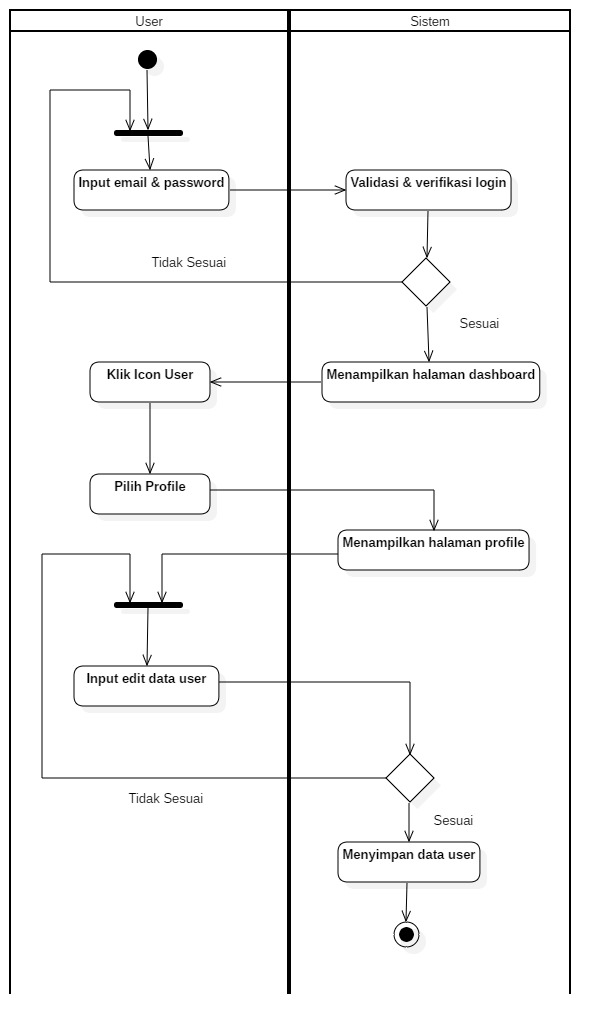 User
Sistem
Input email & password
Validasi & verifikasi login
Tidak Sesuai
Sesuai
Klik Icon User
Menampilkan halaman dashboard
Pilih Profile
Menampilkan halaman profile
Input edit data user
Tidak Sesuai
Sesuai
Menyimpan data user